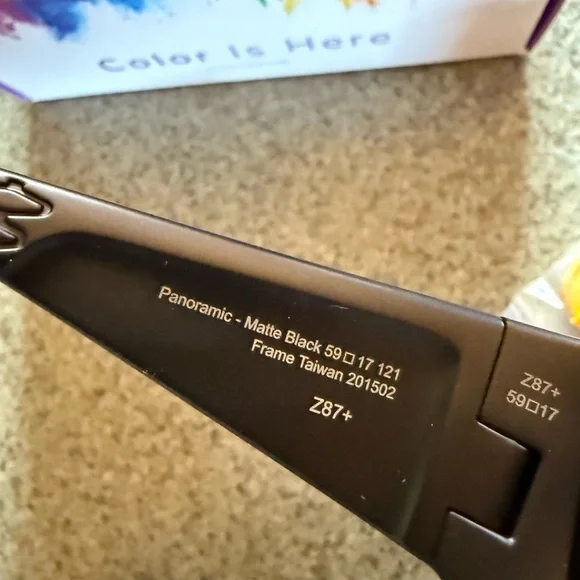 Color Is Here
Panoramic - Matte Black 59□17 121
Frame Taiwan 201502
Z87+
Z87+
59□17